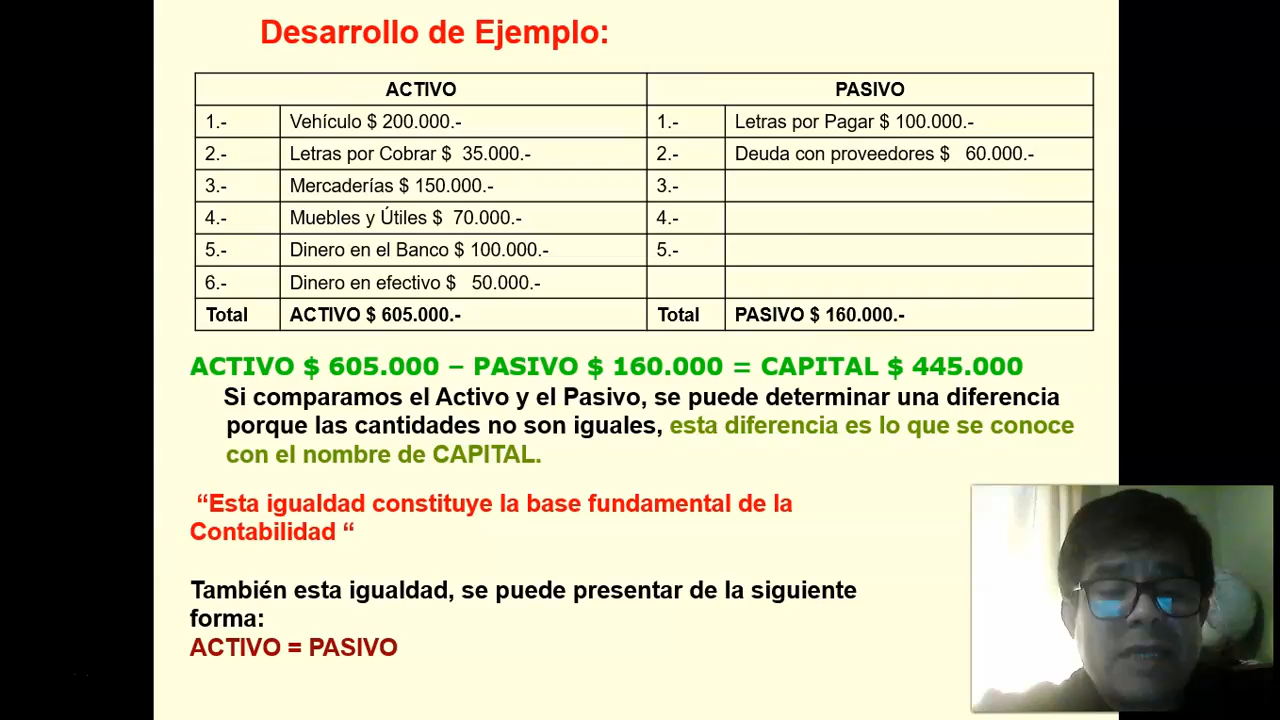 Desarrollo de Ejemplo:
ACTIVO PASIVO
1.- Vehículo $ 200.000.- 1.- Letras por Pagar $ 100.000.-
2.- Letras por Cobrar $ 35.000.- 2.- Deuda con proveedores $ 60.000.-
3.- Mercaderías $ 150.000.- 3.-
4.- Muebles y Útiles $ 70.000.- 4.-
5.- Dinero en el Banco $ 100.000.- 5.-
6.- Dinero en efectivo $ 50.000.-
Total ACTIVO $ 605.000.- Total PASIVO $ 160.000.-
ACTIVO $ 605.000 – PASIVO $ 160.000 = CAPITAL $ 445.000
Si comparamos el Activo y el Pasivo, se puede determinar una diferencia
porque las cantidades no son iguales, esta diferencia es lo que se conoce
con el nombre de CAPITAL.
“Esta igualdad constituye la base fundamental de la
Contabilidad “
También esta igualdad, se puede presentar de la siguiente
forma:
ACTIVO = PASIVO